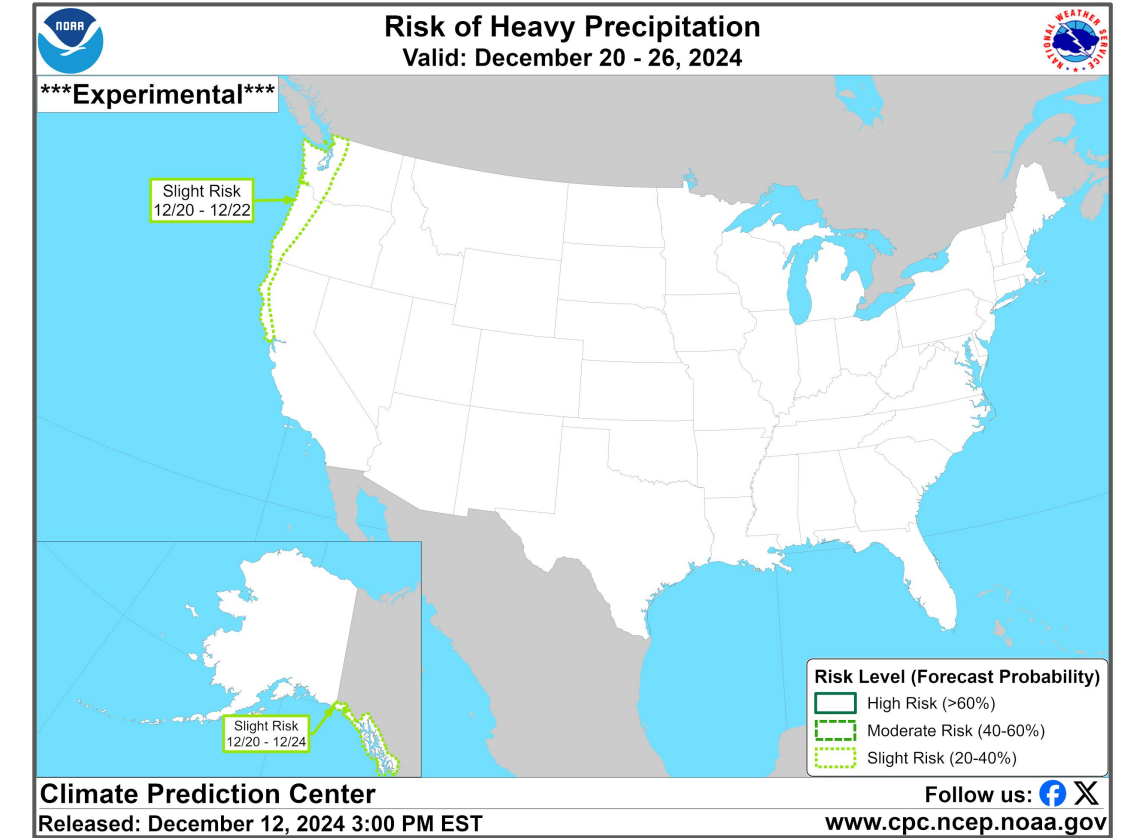 NOAA
Risk of Heavy Precipitation
Valid: December 20 - 26, 2024
NATIONAL WEATHER SERVICE
***Experimental***
Slight Risk
12/20 - 12/22
Slight Risk
12/20 - 12/24
Risk Level (Forecast Probability)
High Risk (>60%)
Moderate Risk (40-60%)
Slight Risk (20-40%)
Climate Prediction Center
Follow us:
Released: December 12, 2024 3:00 PM EST
www.cpc.ncep.noaa.gov